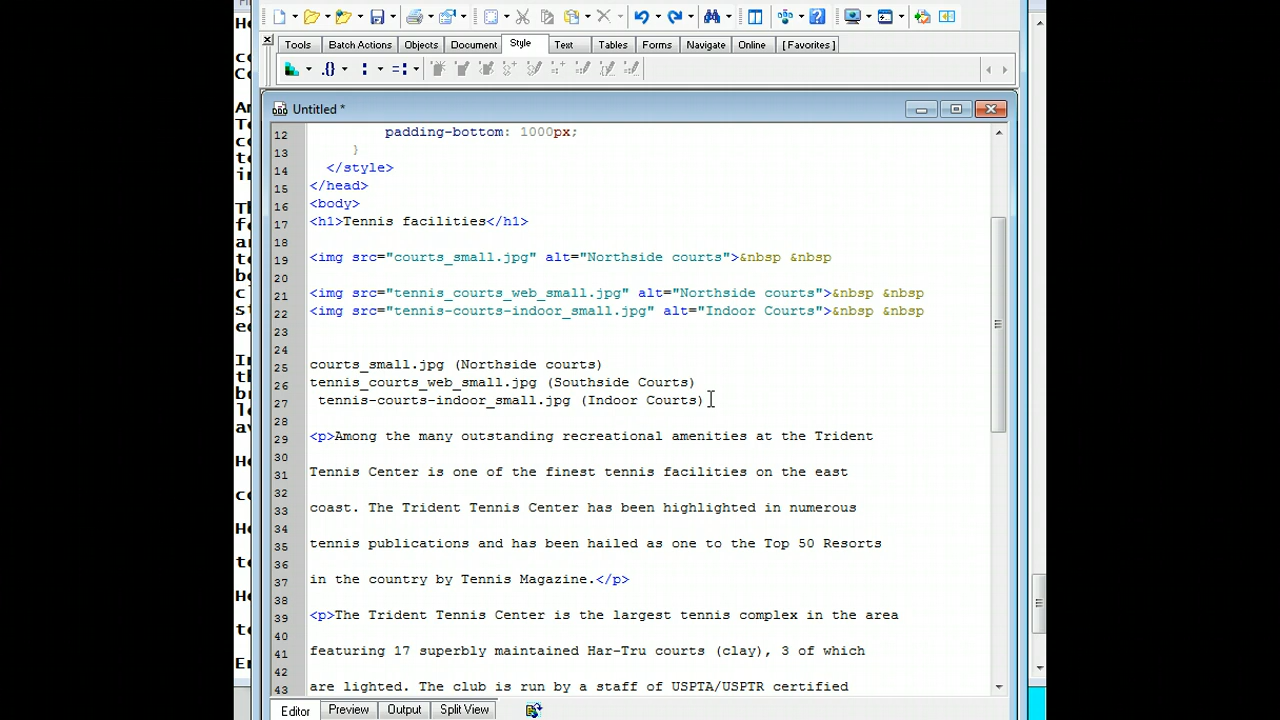 Tools Batch Actions Objects Document Style Text Tables Forms Navigate Online [Favorites]
Untitled *
12 padding-bottom: 1000px;
13 }
14 </style>
15 </head>
16 <body>
17 <h1>Tennis facilities</h1>
18
19 <img src="courts_small.jpg" alt="Northside courts">&nbsp &nbsp
20
21 <img src="tennis_courts_web_small.jpg" alt="Northside courts">&nbsp &nbsp
22 <img src="tennis-courts-indoor_small.jpg" alt="Indoor Courts">&nbsp &nbsp
23
24
25 courts_small.jpg (Northside courts)
26 tennis_courts_web_small.jpg (Southside Courts)
27 tennis-courts-indoor_small.jpg (Indoor Courts)
28
29 <p>Among the many outstanding recreational amenities at the Trident
30
31 Tennis Center is one of the finest tennis facilities on the east
32
33 coast. The Trident Tennis Center has been highlighted in numerous
34
35 tennis publications and has been hailed as one to the Top 50 Resorts
36
37 in the country by Tennis Magazine.</p>
38
39 <p>The Trident Tennis Center is the largest tennis complex in the area
40
41 featuring 17 superbly maintained Har-Tru courts (clay), 3 of which
42
43 are lighted. The club is run by a staff of USPTA/USPTR certified
Editor Preview Output Split View